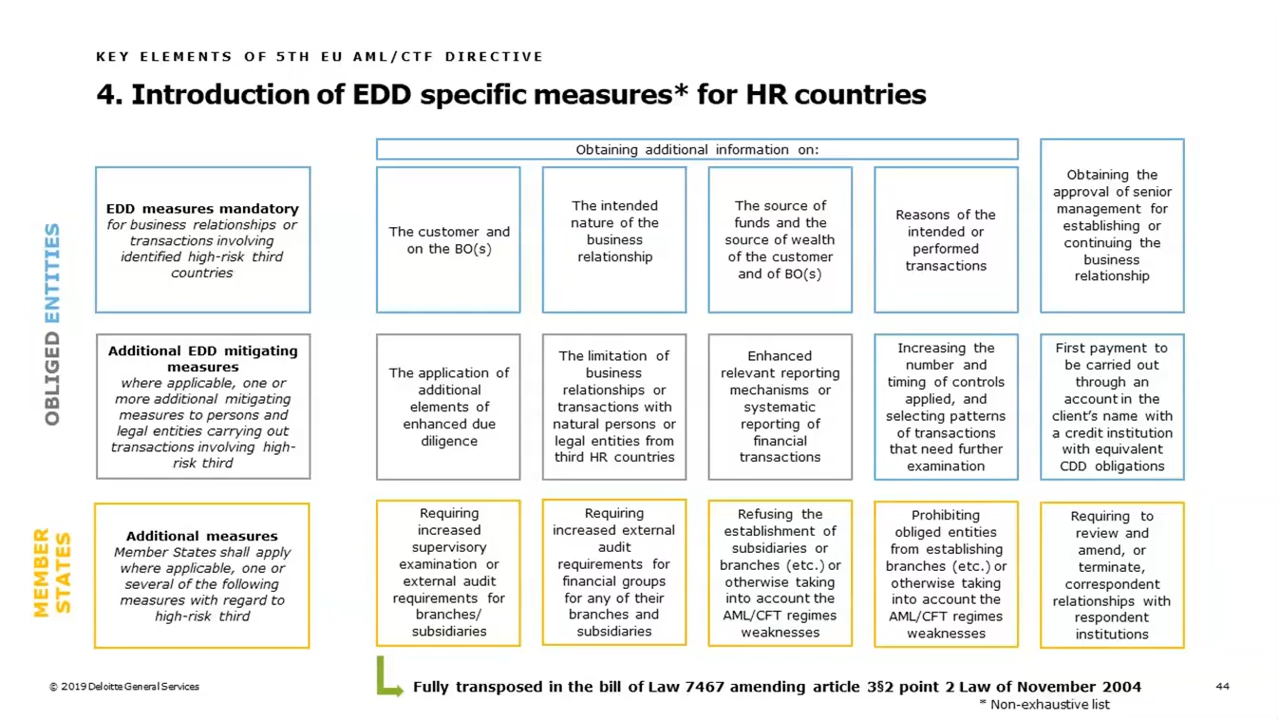 KEY ELEMENTS OF 5TH EU AML/CTF DIRECTIVE
4. Introduction of EDD specific measures* for HR countries
OBLIGED ENTITIES
EDD measures mandatory
for business relationships or
transactions involving
identified high-risk third
countries
Obtaining additional information on:
The customer and
on the BO(s)
The intended
nature of the
business
relationship
The source of
funds and the
source of wealth
of the customer
and of BO(s)
Reasons of the
intended or
performed
transactions
Obtaining the
approval of senior
management for
establishing or
continuing the
business
relationship
Additional EDD mitigating
measures
where applicable, one or
more additional mitigating
measures to persons and
legal entities carrying out
transactions involving high-
risk third
The application of
additional
elements of
enhanced due
diligence
The limitation of
business
relationships or
transactions with
natural persons or
legal entities from
third HR countries
Enhanced
relevant reporting
mechanisms or
systematic
reporting of
financial
transactions
Increasing the
number and
timing of controls
applied, and
selecting patterns
of transactions
that need further
examination
First payment to
be carried out
through an
account in the
client's name with
a credit institution
with equivalent
CDD obligations
MEMBER
STATES
Additional measures
Member States shall apply
where applicable, one or
several of the following
measures with regard to
high-risk third
Requiring
increased
supervisory
examination or
external audit
requirements for
branches/
subsidiaries
Requiring
increased external
audit
requirements for
financial groups
for any of their
branches and
subsidiaries
Refusing the
establishment of
subsidiaries or
branches (etc.) or
otherwise taking
into account the
AML/CFT regimes
weaknesses
Prohibiting
obliged entities
from establishing
branches (etc.) or
otherwise taking
into account the
AML/CFT regimes
weaknesses
Requiring to
review and
amend, or
terminate,
correspondent
relationships with
respondent
institutions
Fully transposed in the bill of Law 7467 amending article 3§2 point 2 Law of November 2004
* Non-exhaustive list
© 2019 Deloitte General Services
44